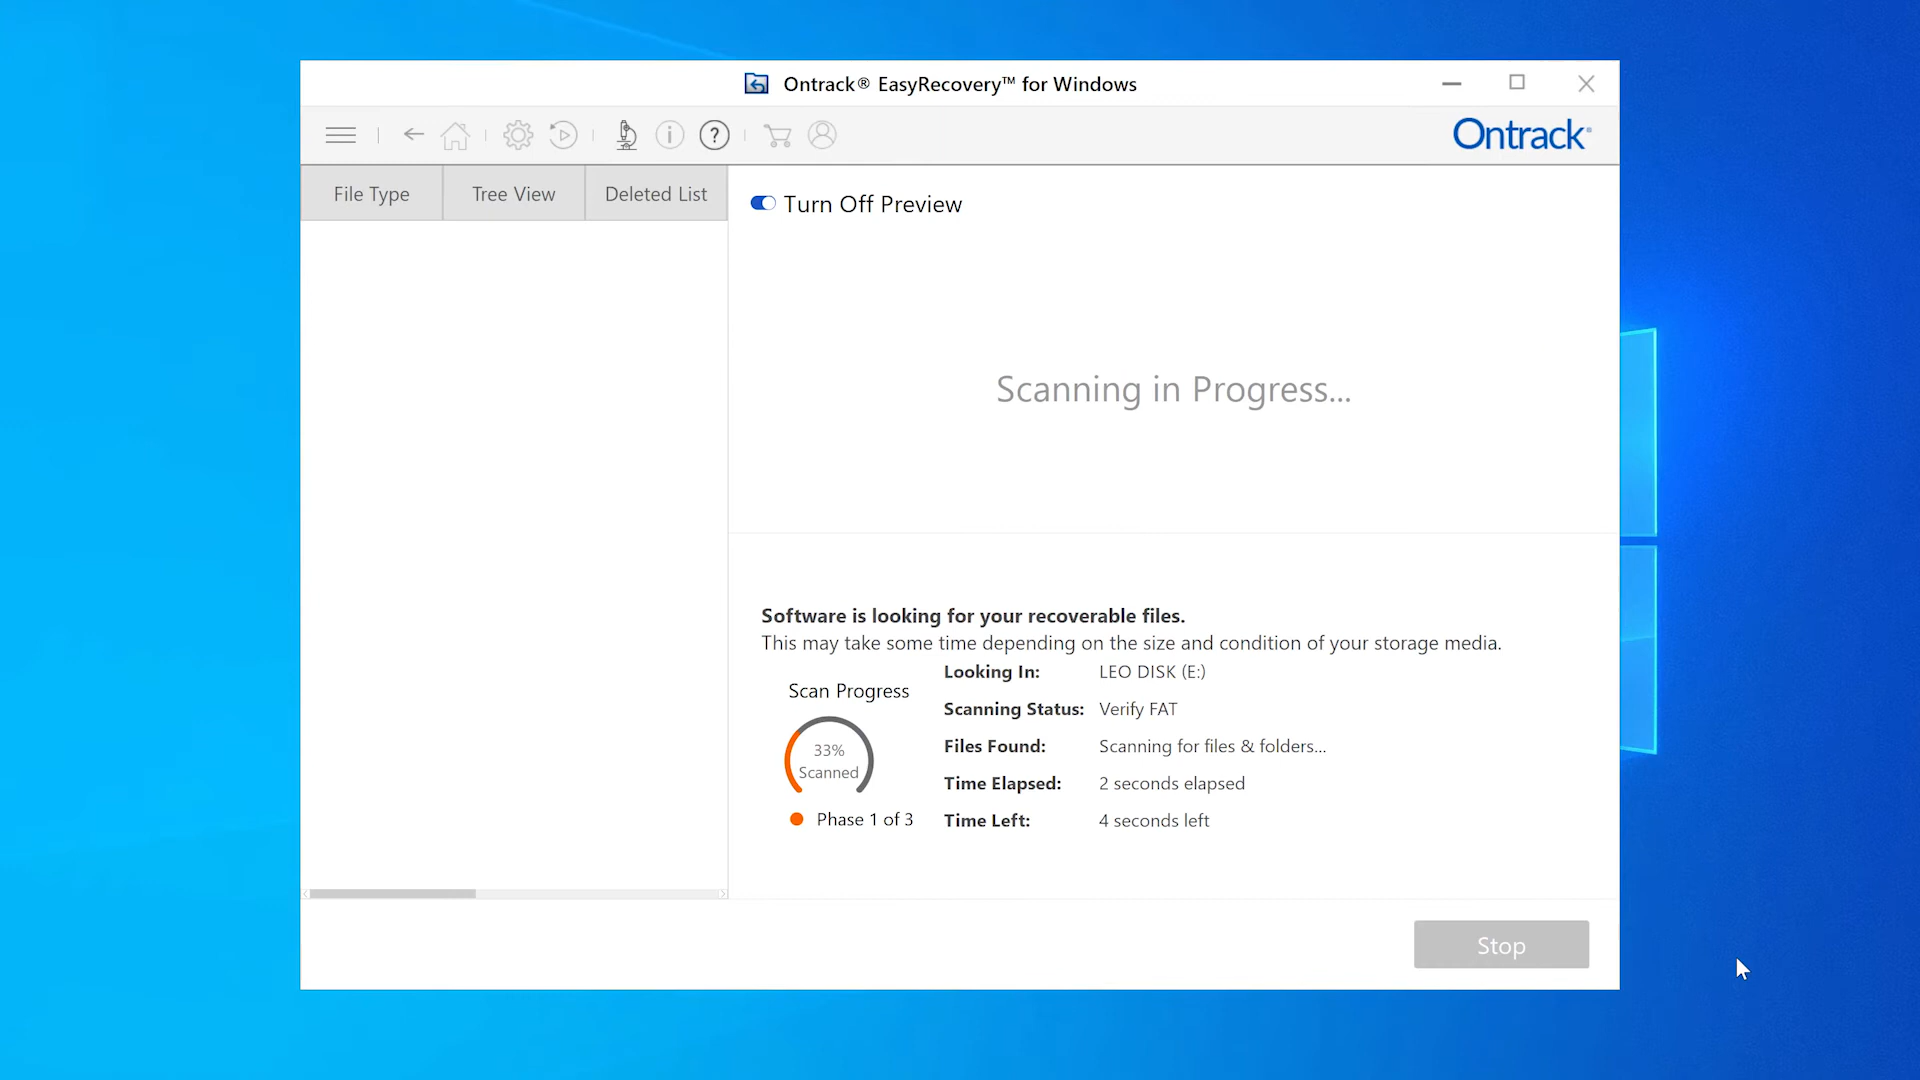 Ontrack® EasyRecovery™ for Windows
Ontrack®
File Type
Tree View
Deleted List
Turn Off Preview
Scanning in Progress...
Software is looking for your recoverable files.
This may take some time depending on the size and condition of your storage media.
Looking In: LEO DISK (E:)
Scan Progress
Scanning Status: Verify FAT
33%
Scanned
Files Found: Scanning for files & folders...
Time Elapsed: 2 seconds elapsed
Phase 1 of 3
Time Left: 4 seconds left
Stop